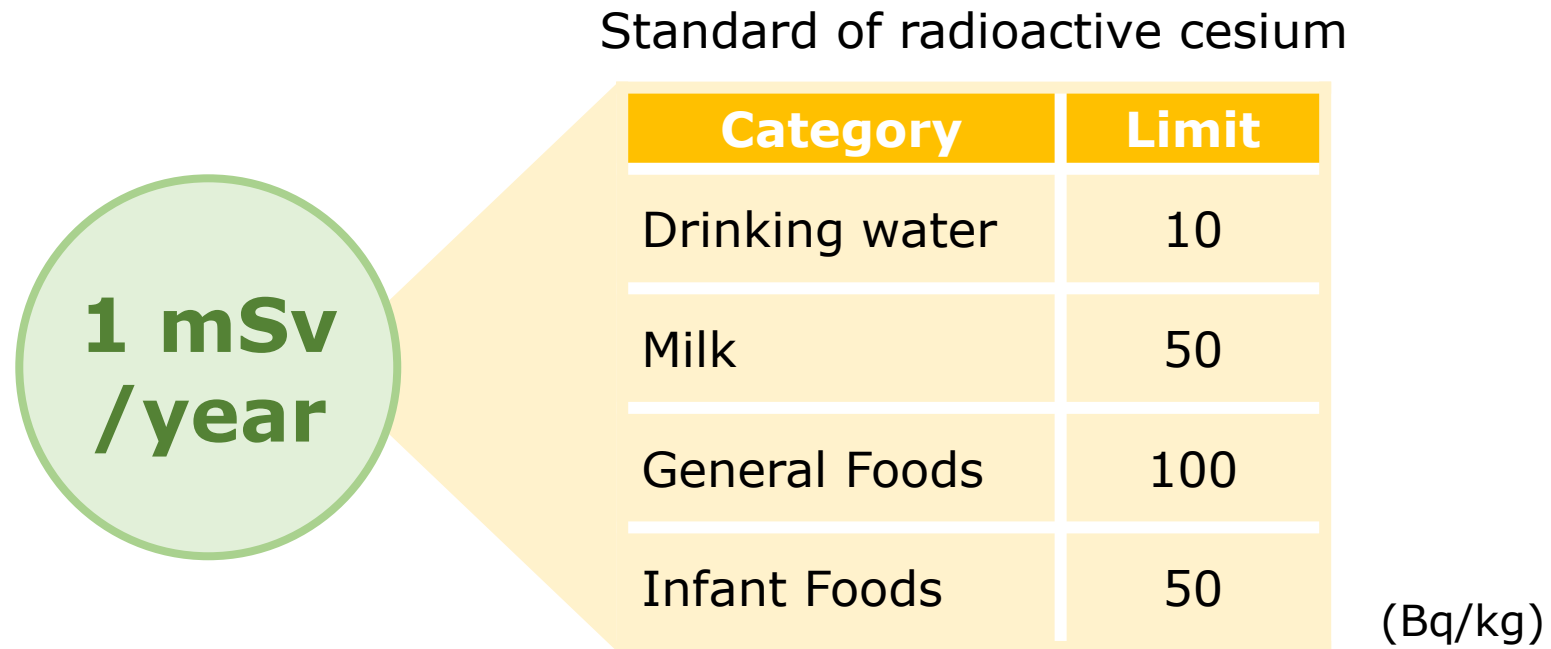 Standard of radioactive cesium
1 mSv
/year
Category Limit
Drinking water 10
Milk 50
General Foods 100
Infant Foods 50
(Bq/kg)